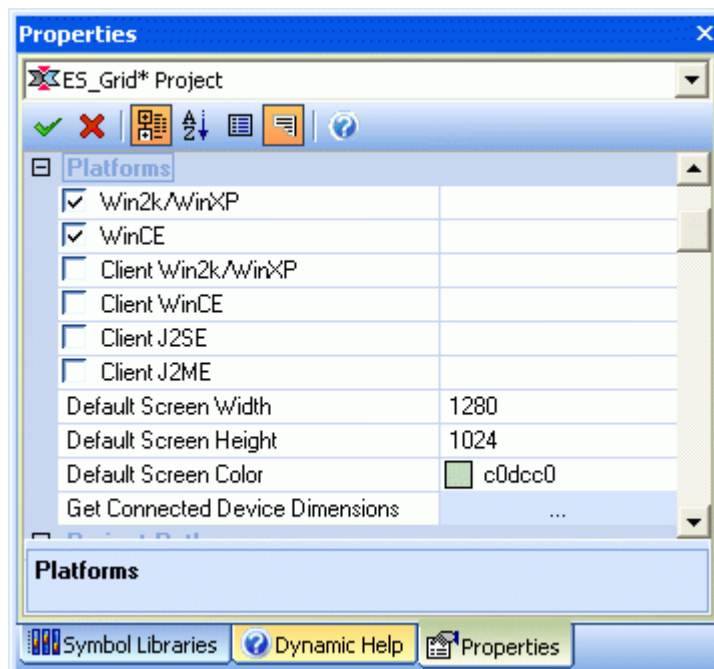 Properties
ES_Grid* Project
Platforms
Win2k/WinXP
WinCE
Client Win2k/WinXP
Client WinCE
Client J2SE
Client J2ME
Default Screen Width 1280
Default Screen Height 1024
Default Screen Color c0dcc0
Get Connected Device Dimensions ...
Platforms
Symbol Libraries Dynamic Help Properties